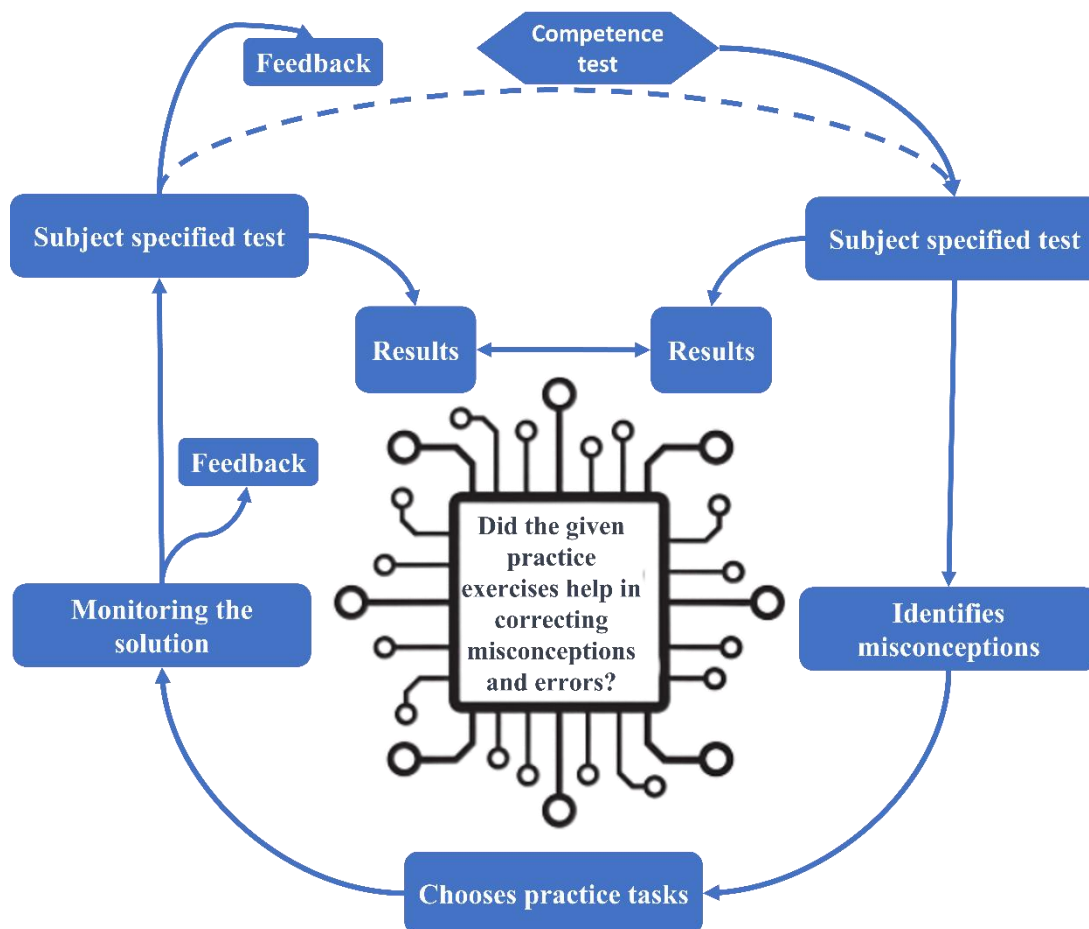 Competence
test
Feedback
Subject specified test
Subject specified test
Results
Results
Feedback
Did the given
practice
exercises help in
correcting
misconceptions
and errors?
Monitoring the
solution
Identifies
misconceptions
Chooses practice tasks